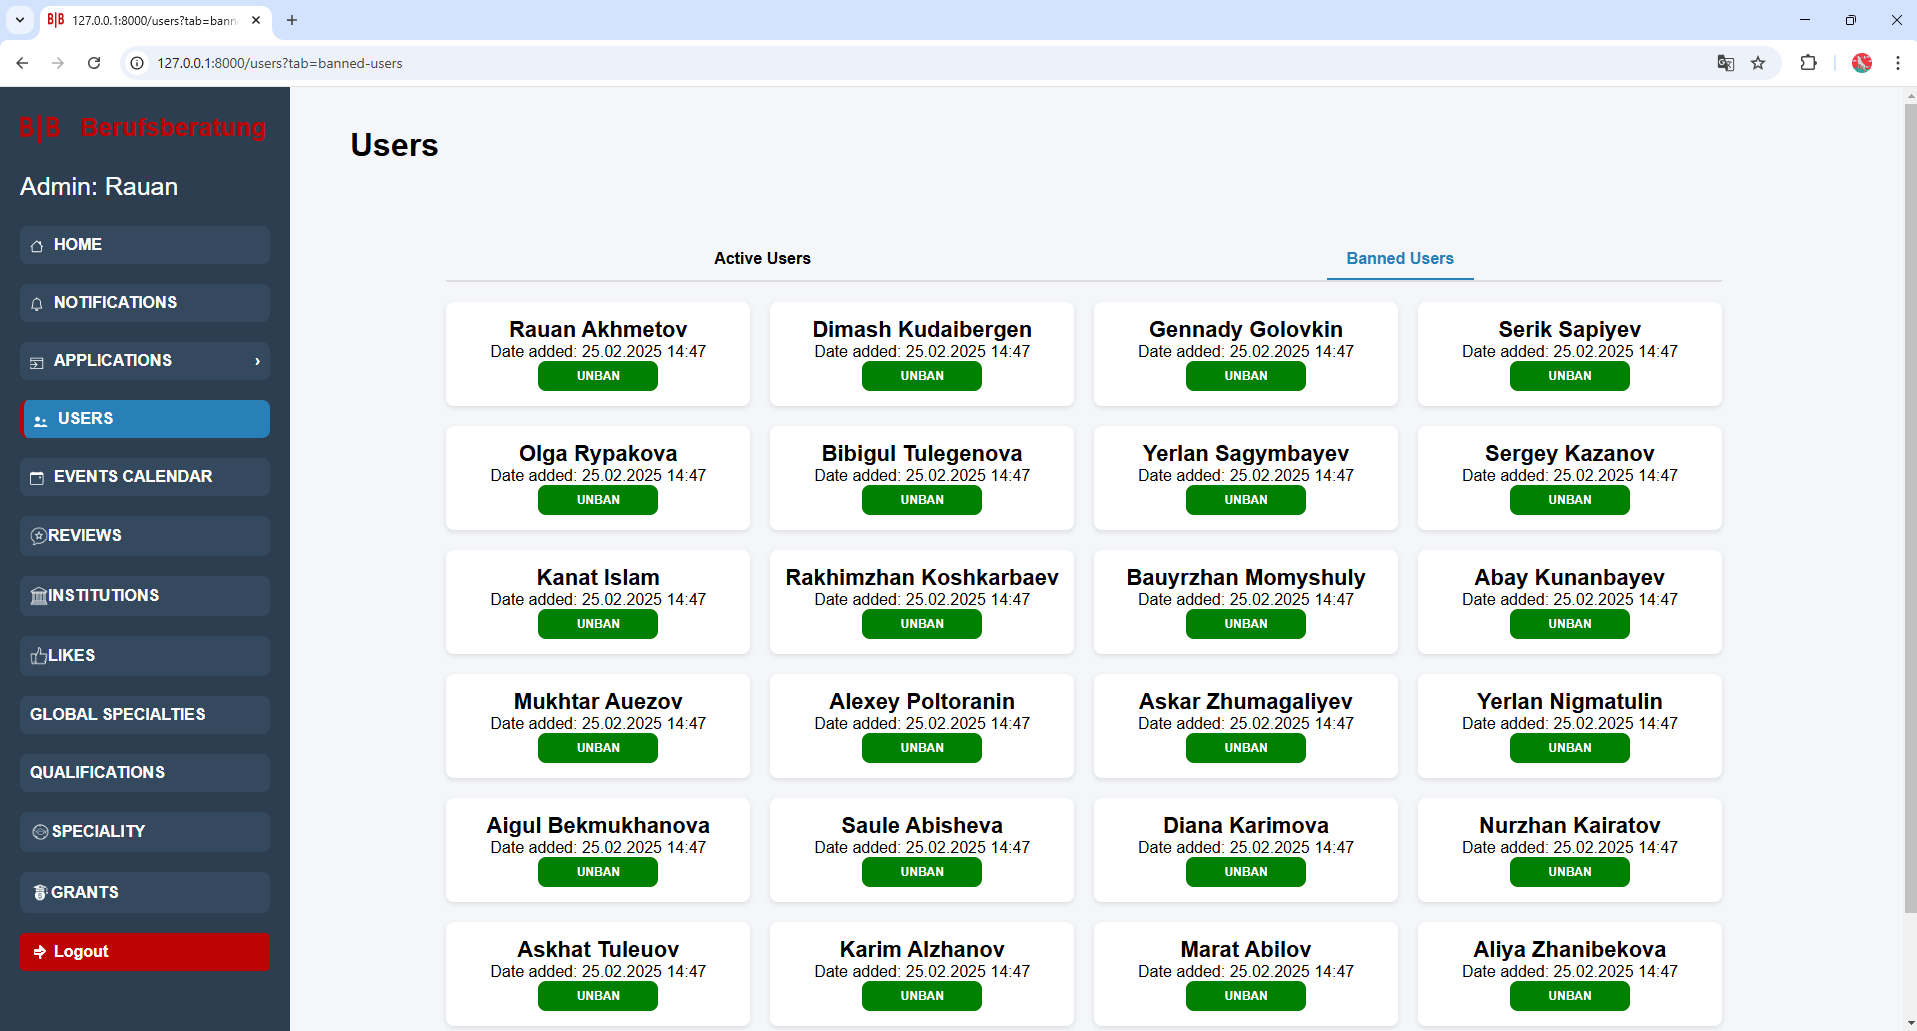 B|B 127.0.0.1:8000/users?tab=bann
127.0.0.1:8000/users?tab=banned-users
B|B Berufsberatung
Admin: Rauan
HOME
NOTIFICATIONS
APPLICATIONS ›
USERS
EVENTS CALENDAR
REVIEWS
INSTITUTIONS
LIKES
GLOBAL SPECIALTIES
QUALIFICATIONS
SPECIALITY
GRANTS
Logout
Users
Active Users Banned Users
Rauan Akhmetov
Date added: 25.02.2025 14:47
UNBAN
Dimash Kudaibergen
Date added: 25.02.2025 14:47
UNBAN
Gennady Golovkin
Date added: 25.02.2025 14:47
UNBAN
Serik Sapiyev
Date added: 25.02.2025 14:47
UNBAN
Olga Rypakova
Date added: 25.02.2025 14:47
UNBAN
Bibigul Tulegenova
Date added: 25.02.2025 14:47
UNBAN
Yerlan Sagymbayev
Date added: 25.02.2025 14:47
UNBAN
Sergey Kazanov
Date added: 25.02.2025 14:47
UNBAN
Kanat Islam
Date added: 25.02.2025 14:47
UNBAN
Rakhimzhan Koshkarbaev
Date added: 25.02.2025 14:47
UNBAN
Bauyrzhan Momyshuly
Date added: 25.02.2025 14:47
UNBAN
Abay Kunanbayev
Date added: 25.02.2025 14:47
UNBAN
Mukhtar Auezov
Date added: 25.02.2025 14:47
UNBAN
Alexey Poltoranin
Date added: 25.02.2025 14:47
UNBAN
Askar Zhumagaliyev
Date added: 25.02.2025 14:47
UNBAN
Yerlan Nigmatulin
Date added: 25.02.2025 14:47
UNBAN
Aigul Bekmukhanova
Date added: 25.02.2025 14:47
UNBAN
Saule Abisheva
Date added: 25.02.2025 14:47
UNBAN
Diana Karimova
Date added: 25.02.2025 14:47
UNBAN
Nurzhan Kairatov
Date added: 25.02.2025 14:47
UNBAN
Askhat Tuleuov
Date added: 25.02.2025 14:47
UNBAN
Karim Alzhanov
Date added: 25.02.2025 14:47
UNBAN
Marat Abilov
Date added: 25.02.2025 14:47
UNBAN
Aliya Zhanibekova
Date added: 25.02.2025 14:47
UNBAN